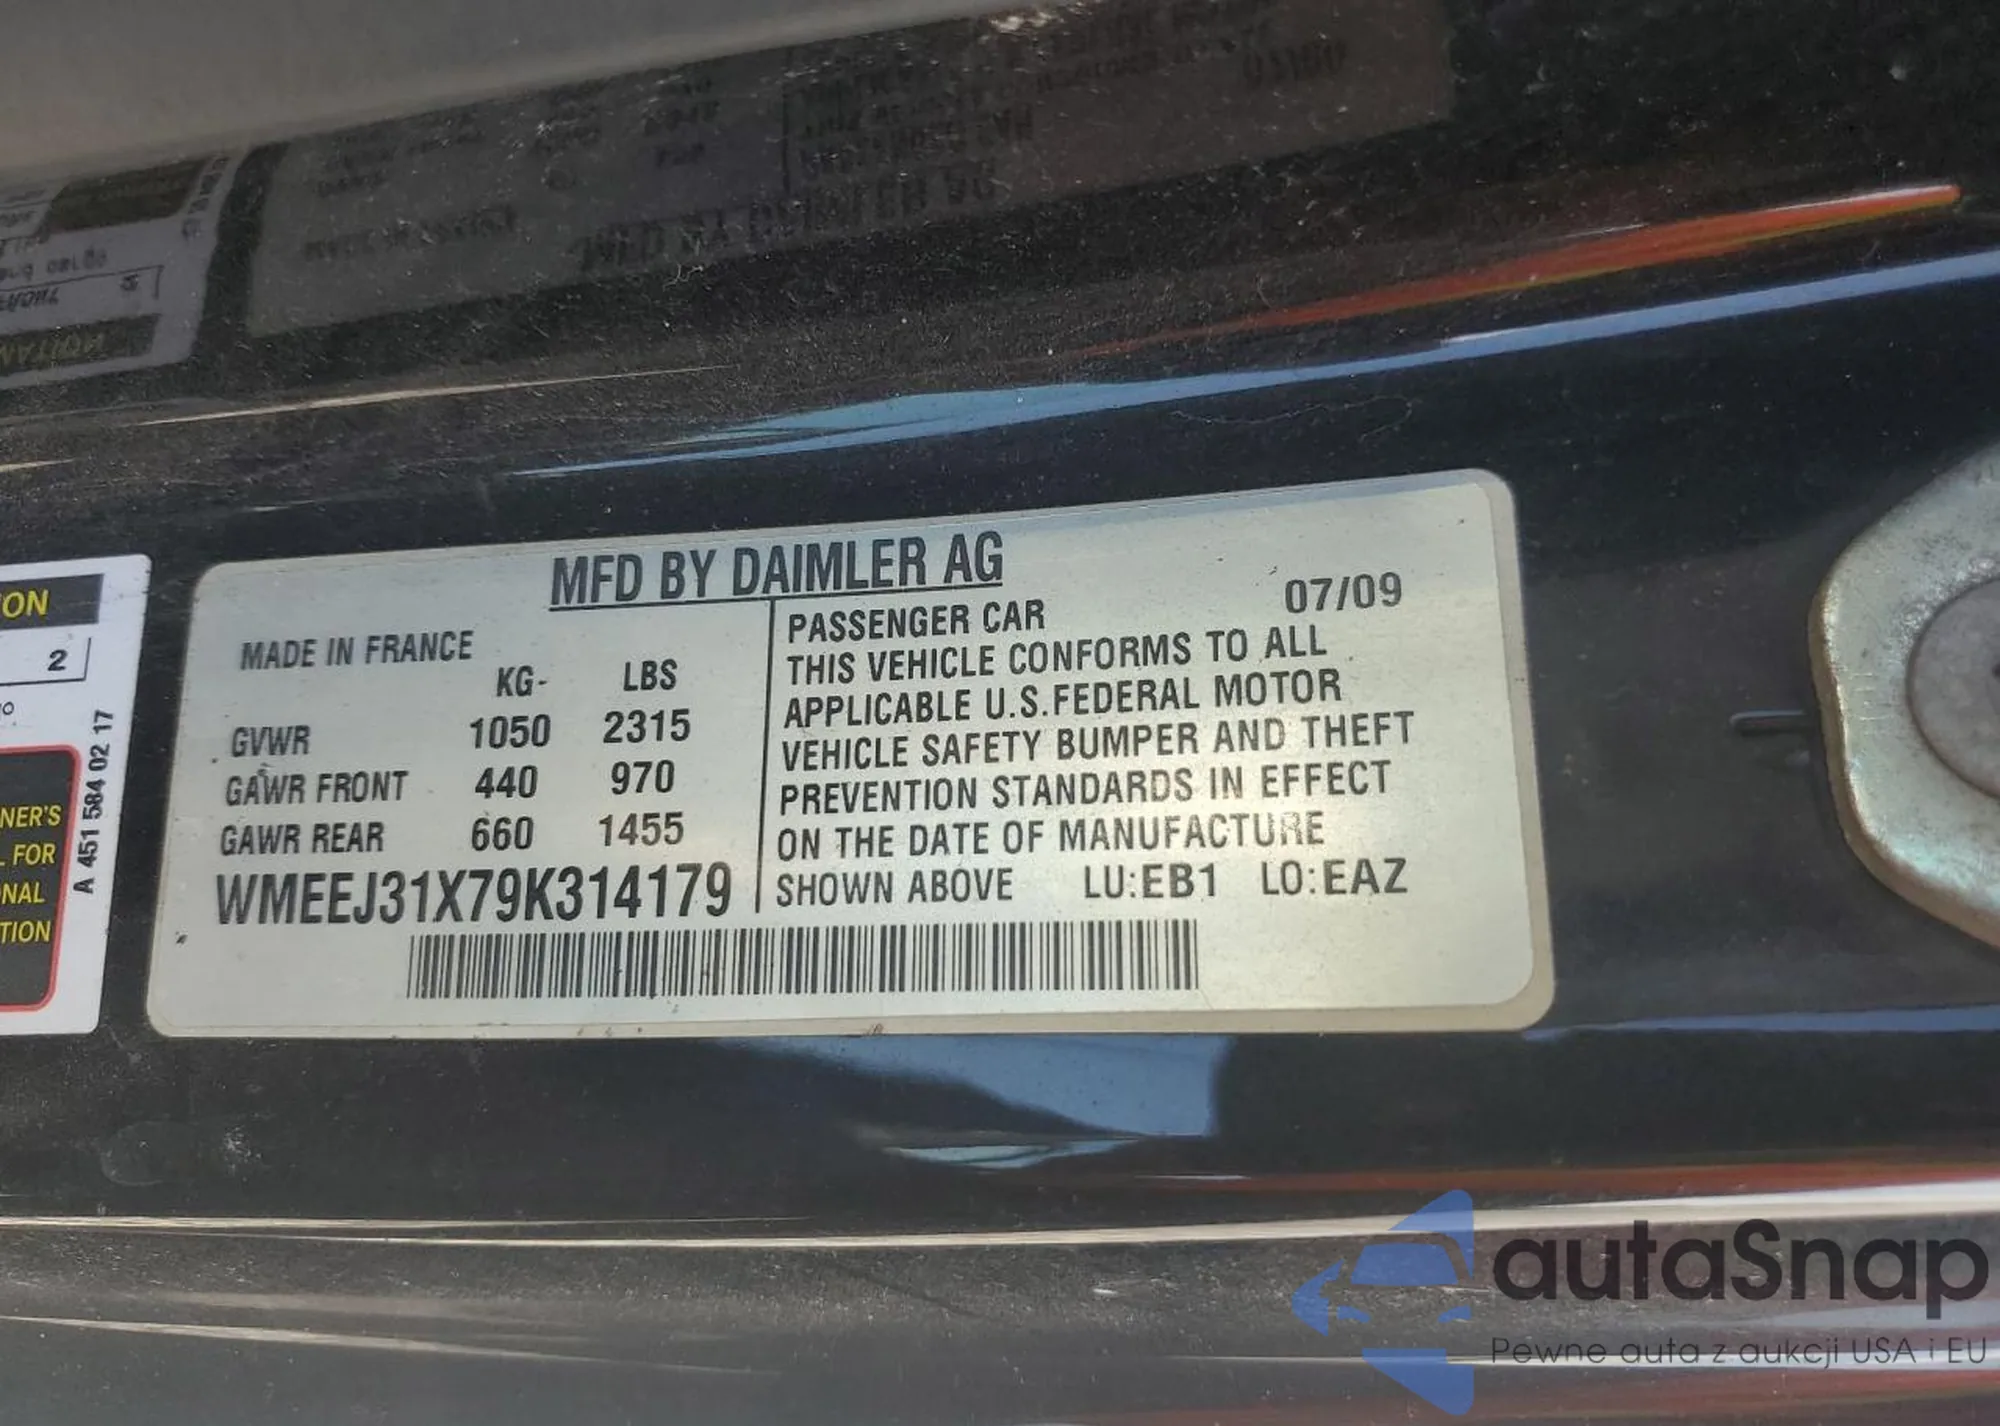 MFD BY DAIMLER AG
07/09
MADE IN FRANCE
KG- LBS
GVWR 1050 2315
GAWR FRONT 440 970
GAWR REAR 660 1455
WMEEJ31X79K314179
PASSENGER CAR
THIS VEHICLE CONFORMS TO ALL
APPLICABLE U.S.FEDERAL MOTOR
VEHICLE SAFETY BUMPER AND THEFT
PREVENTION STANDARDS IN EFFECT
ON THE DATE OF MANUFACTURE
SHOWN ABOVE LU:EB1 LO:EAZ
2
NER'S
FOR
A 451 584 02 17
autaSnap
Pewne auta z aukcji USA i EU